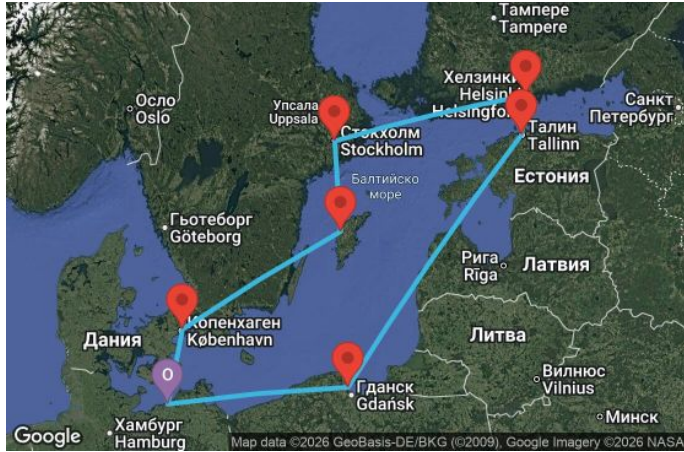 Тампере
Tampere
Хелзинки
Helsinki
Helsingfors
Осло
Oslo
Упсала
Uppsala
Санкт
Петербург
Стокхолм
Stockholm
Талин
Tallinn
Балтийско
море
Естония
Гьотеборг
Göteborg
Рига
Rīga
Латвия
Копенхаген
København
Дания
Литва
O
Вилнюс
Vilnius
Гданск
Gdańsk
Хамбург
Hamburg
Минск
Google
Map data ©2026 GeoBasis-DE/BKG (©2009), Google Imagery ©2026 NASA